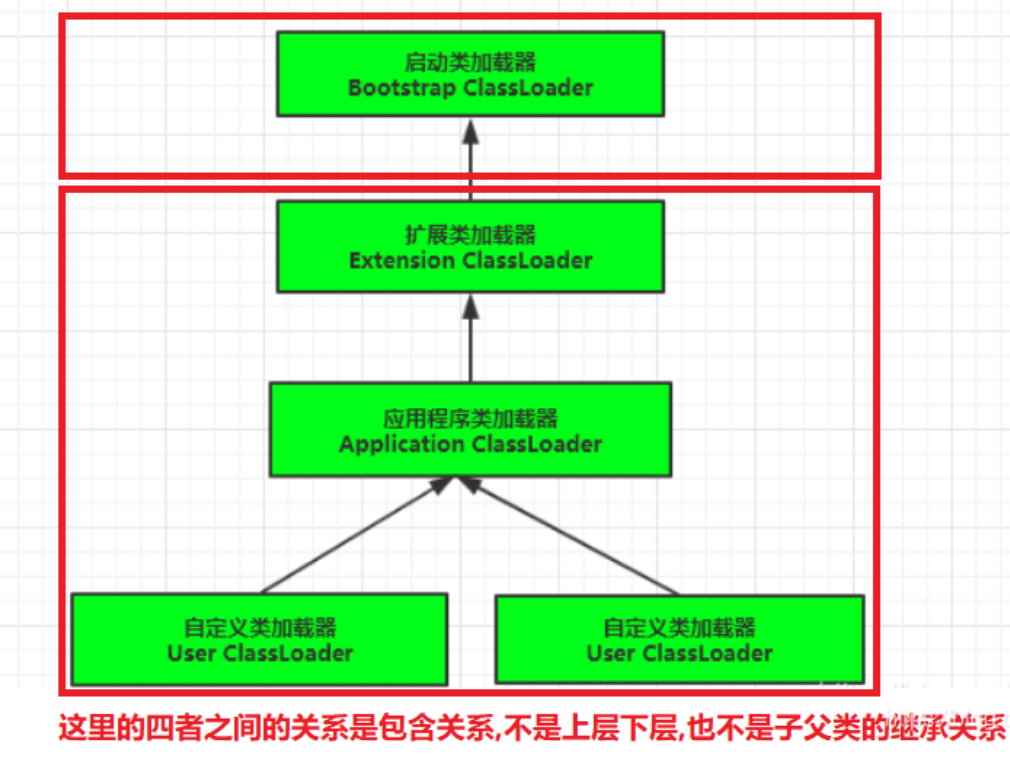 启动类加载器
Bootstrap ClassLoader
扩展类加载器
Extension ClassLoader
应用程序类加载器
Application ClassLoader
自定义类加载器
User ClassLoader
自定义类加载器
User ClassLoader
这里的四者之间的关系是包含关系,不是上层下层,也不是子父类的继承关系